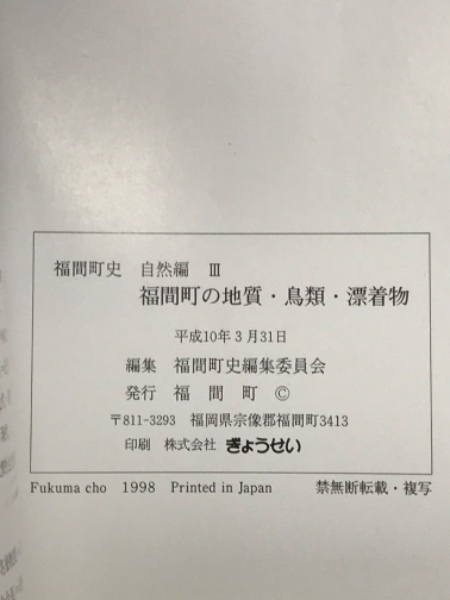 福間町史 自然編 Ⅲ
福間町の地質・鳥類・漂着物
平成10年3月31日
編集 福間町史編集委員会
発行 福間町 ©
〒811-3293 福岡県宗像郡福間町3413
印刷 株式会社 ぎょうせい
Fukuma cho 1998 Printed in Japan 禁無断転載・複写